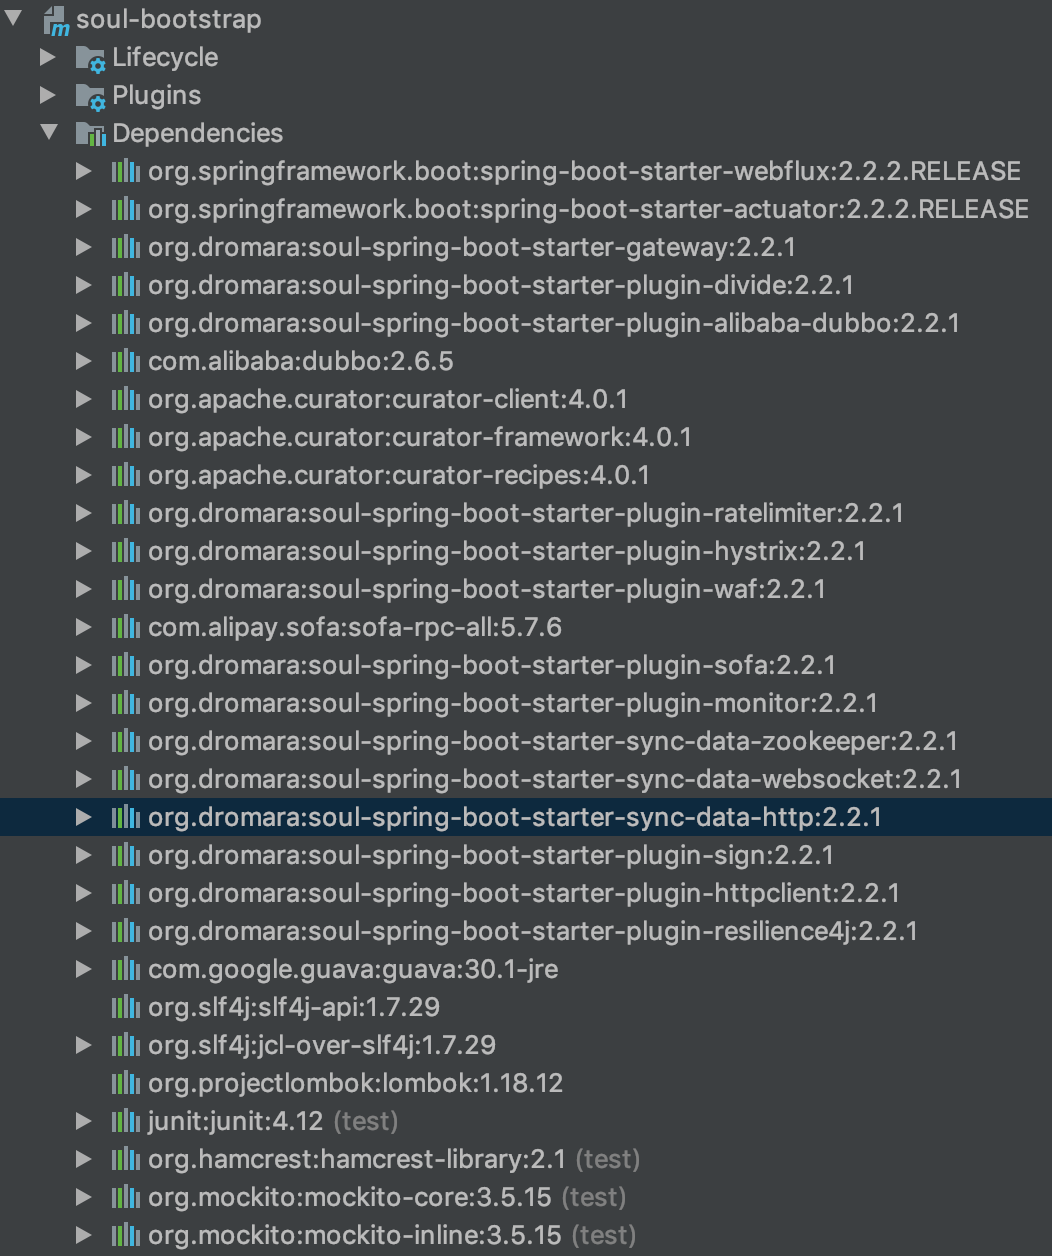 soul-bootstrap
Lifecycle
Plugins
Dependencies
org.springframework.boot:spring-boot-starter-webflux:2.2.2.RELEASE
org.springframework.boot:spring-boot-starter-actuator:2.2.2.RELEASE
org.dromara:soul-spring-boot-starter-gateway:2.2.1
org.dromara:soul-spring-boot-starter-plugin-divide:2.2.1
org.dromara:soul-spring-boot-starter-plugin-alibaba-dubbo:2.2.1
com.alibaba:dubbo:2.6.5
org.apache.curator:curator-client:4.0.1
org.apache.curator:curator-framework:4.0.1
org.apache.curator:curator-recipes:4.0.1
org.dromara:soul-spring-boot-starter-plugin-ratelimiter:2.2.1
org.dromara:soul-spring-boot-starter-plugin-hystrix:2.2.1
org.dromara:soul-spring-boot-starter-plugin-waf:2.2.1
com.alipay.sofa:sofa-rpc-all:5.7.6
org.dromara:soul-spring-boot-starter-plugin-sofa:2.2.1
org.dromara:soul-spring-boot-starter-plugin-monitor:2.2.1
org.dromara:soul-spring-boot-starter-sync-data-zookeeper:2.2.1
org.dromara:soul-spring-boot-starter-sync-data-websocket:2.2.1
org.dromara:soul-spring-boot-starter-sync-data-http:2.2.1
org.dromara:soul-spring-boot-starter-plugin-sign:2.2.1
org.dromara:soul-spring-boot-starter-plugin-httpclient:2.2.1
org.dromara:soul-spring-boot-starter-plugin-resilience4j:2.2.1
com.google.guava:guava:30.1-jre
org.slf4j:slf4j-api:1.7.29
org.slf4j:jcl-over-slf4j:1.7.29
org.projectlombok:lombok:1.18.12
junit:junit:4.12 (test)
org.hamcrest:hamcrest-library:2.1 (test)
org.mockito:mockito-core:3.5.15 (test)
org.mockito:mockito-inline:3.5.15 (test)